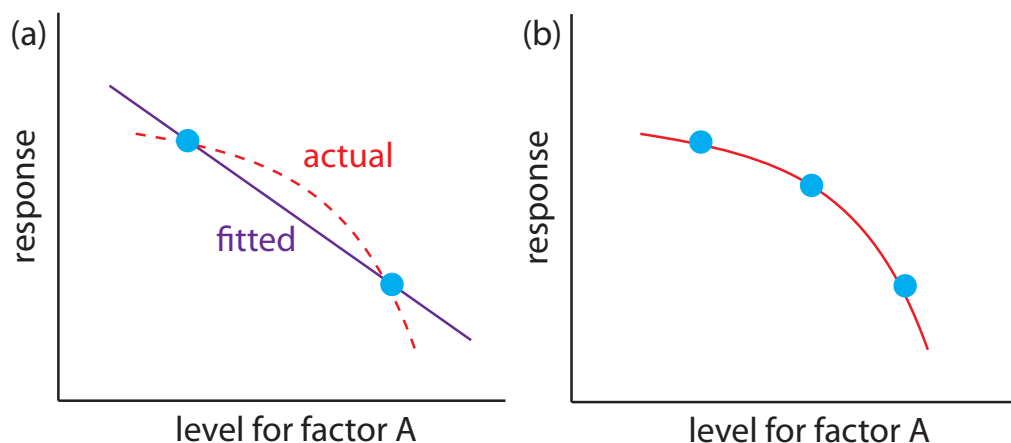 (a)
response
actual
fitted
level for factor A
(b)
response
level for factor A